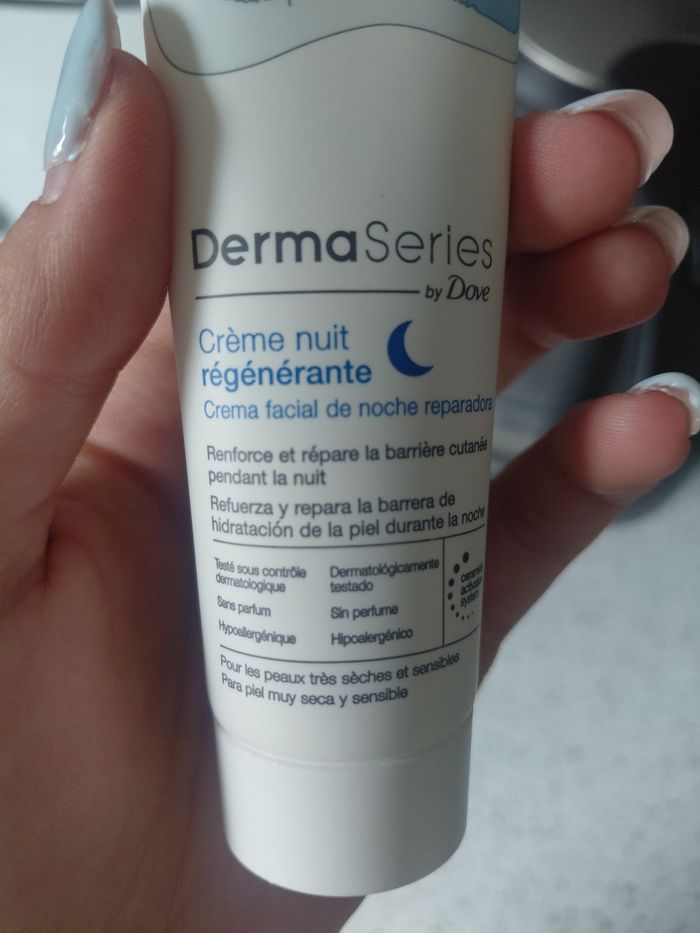 DermaSeries
by Dove
Crème nuit
régénérante
Crema facial de noche reparadora
Renforce et répare la barrière cutanée
pendant la nuit
Refuerza y repara la barrera de
hidratación de la piel durante la noche
Testé sous contrôle
dermatologique
Sans parfum
Hypoallergénique
Dermatológicamente
testado
Sin perfume
Hipoalergénico
ceramide
activation
system
Pour les peaux très sèches et sensibles
Para piel muy seca y sensible